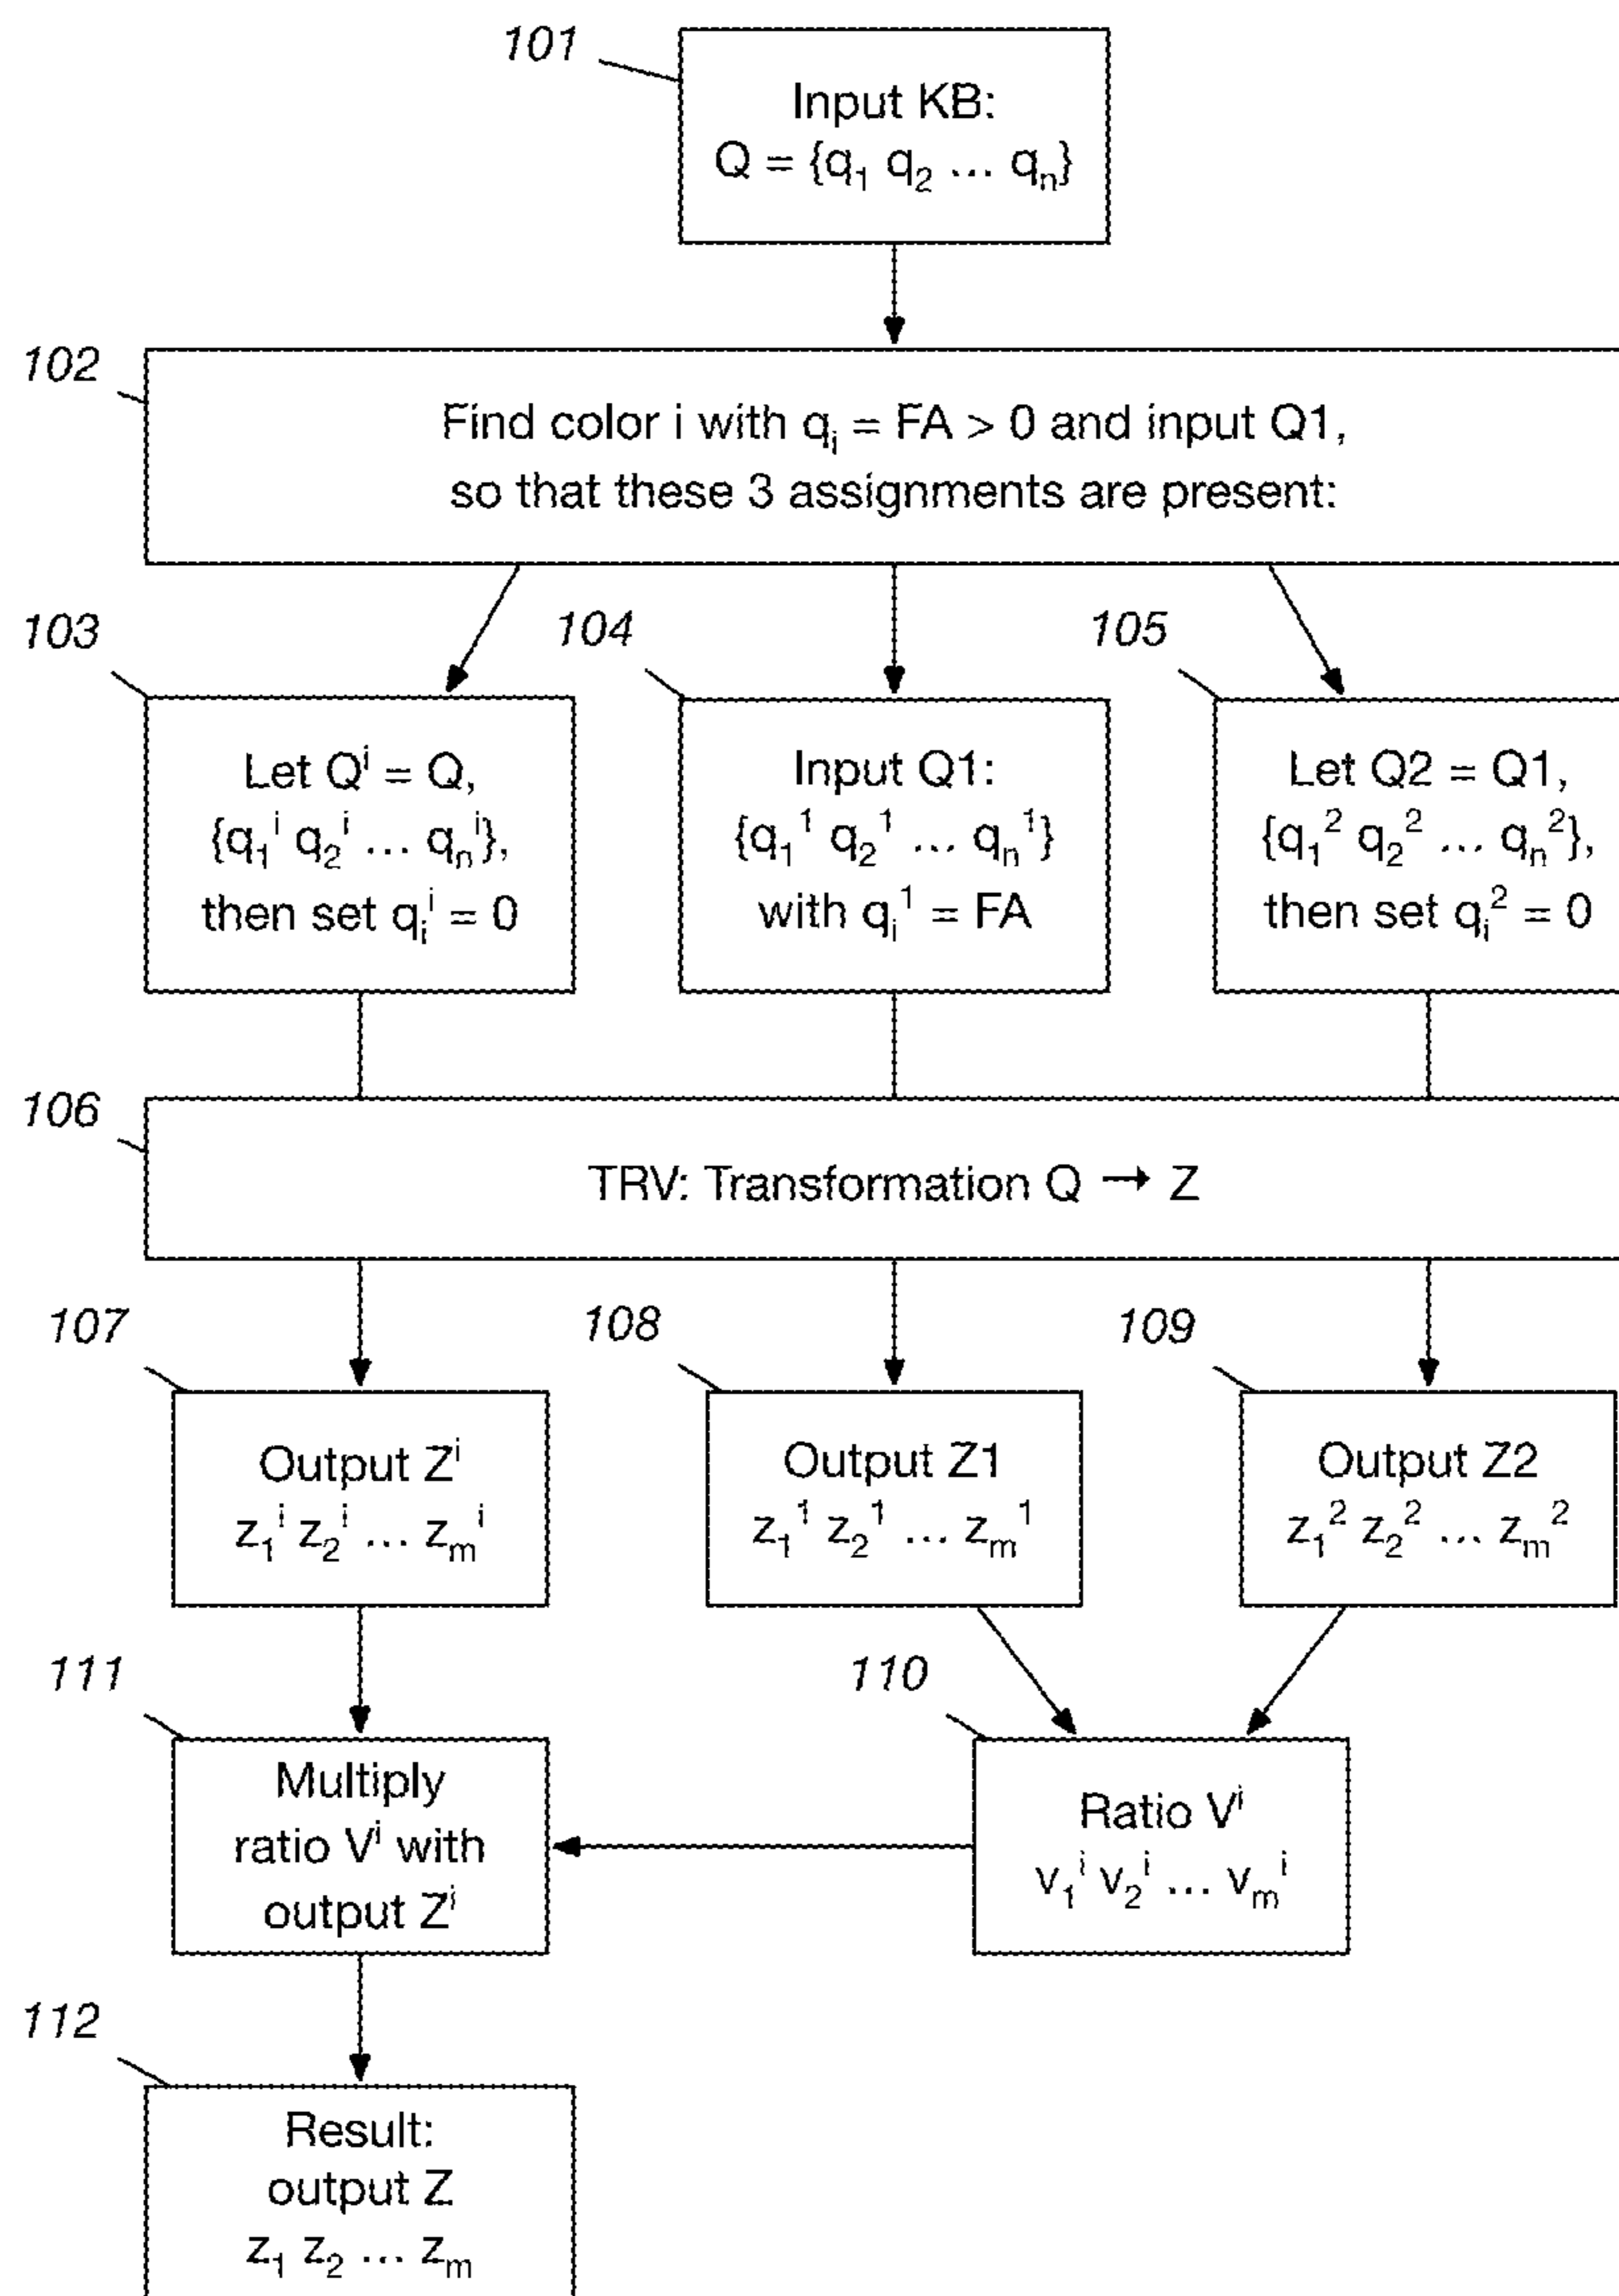 101
Input KB:
Q = {q₁ q₂ ... qₙ}
102
Find color i with qᵢ = FA > 0 and input Q1,
so that these 3 assignments are present:
103
104
105
Let Qⁱ = Q,
{q₁ⁱ q₂ⁱ ... qₙⁱ},
then set qᵢⁱ = 0
Input Q1:
{q₁¹ q₂¹ ... qₙ¹}
with qᵢ¹ = FA
Let Q2 = Q1,
{q₁² q₂² ... qₙ²},
then set qᵢ² = 0
106
TRV: Transformation Q → Z
107
108
109
Output Zⁱ
z₁ⁱ z₂ⁱ ... zₘⁱ
Output Z1
z₁¹ z₂¹ ... zₘ¹
Output Z2
z₁² z₂² ... zₘ²
111
110
Multiply
ratio Vⁱ with
output Zⁱ
Ratio Vⁱ
v₁ⁱ v₂ⁱ ... vₘⁱ
112
Result:
output Z
z₁ z₂ ... zₘ